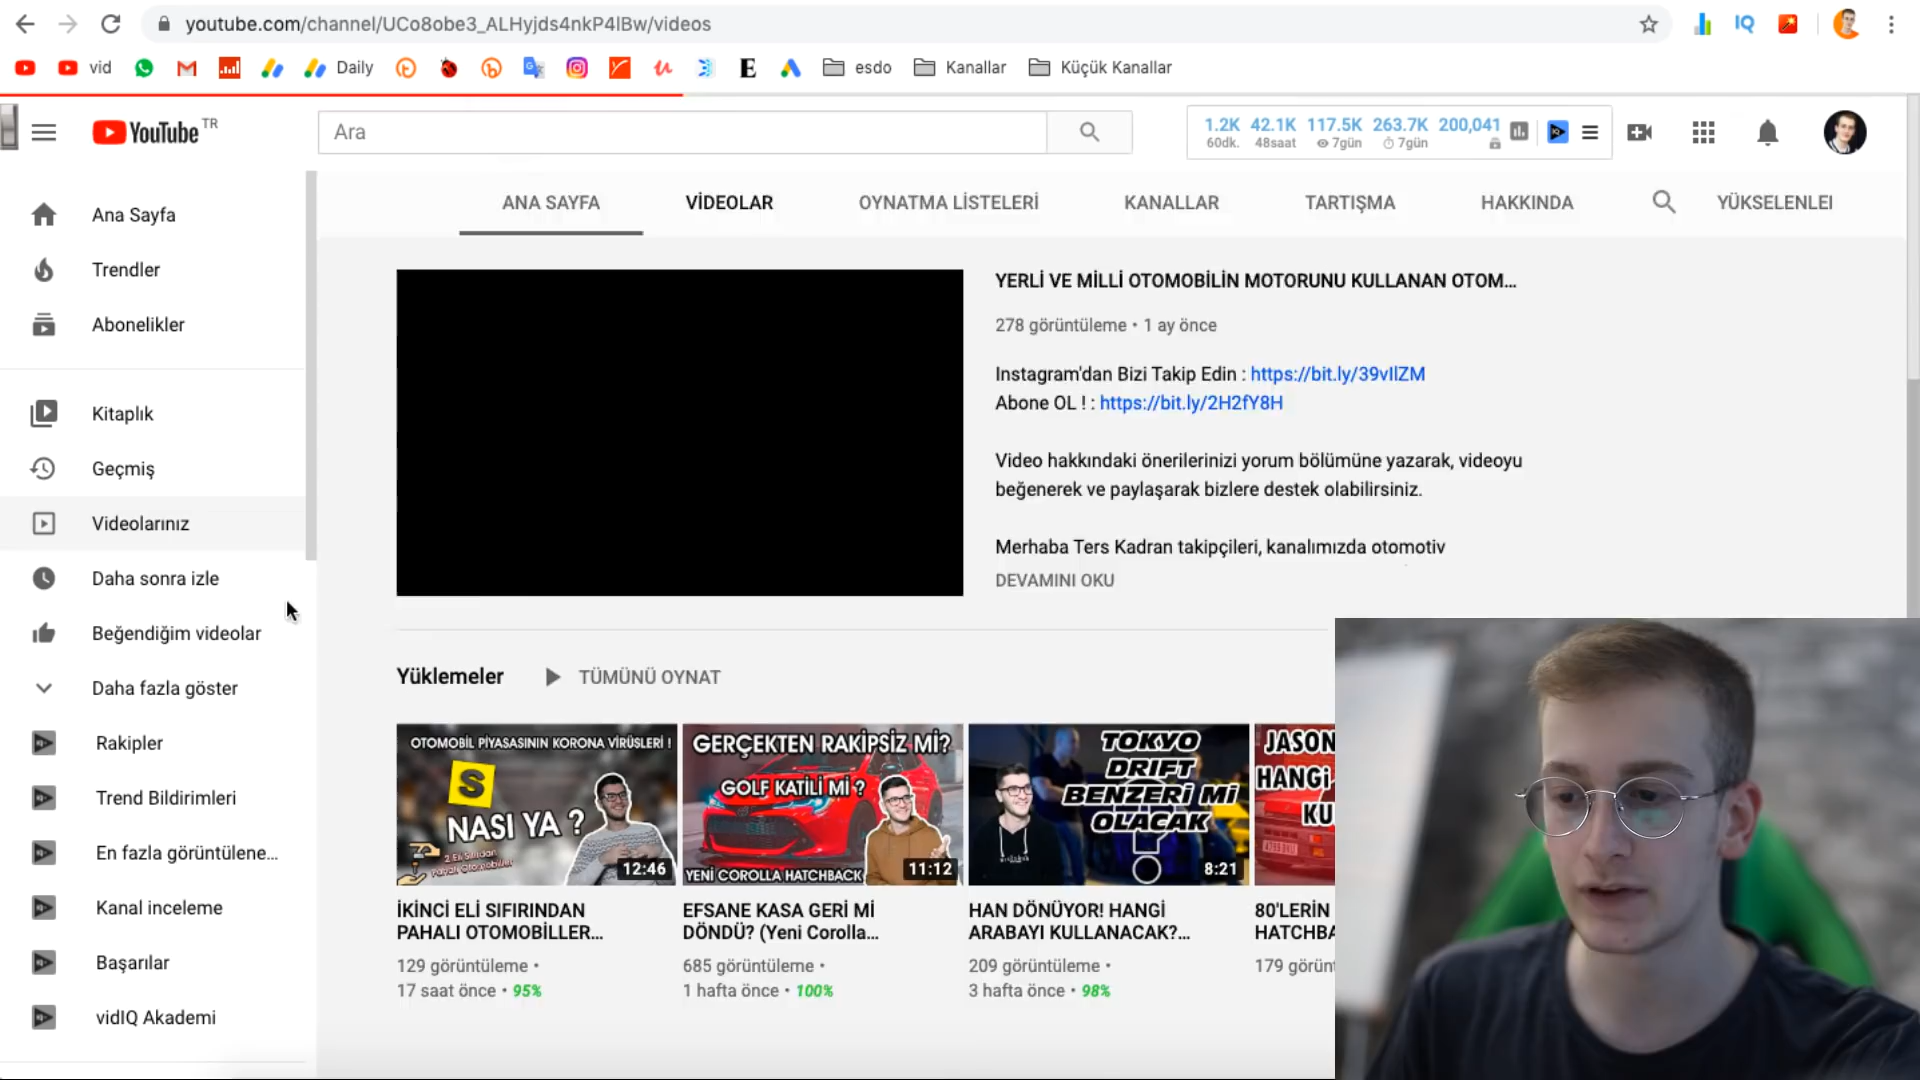 youtube.com/channel/UCo8obe3_ALHyjds4nkP4lBw/videos
IQ
vid
Daily
esdo
Kanallar
Küçük Kanallar
YouTube TR
Ara
1.2K 42.1K 117.5K 263.7K 200,041
60dk. 48saat 7gün 7gün
ANA SAYFA
VİDEOLAR
OYNATMA LİSTELERİ
KANALLAR
TARTIŞMA
HAKKINDA
YÜKSELENLEI
Ana Sayfa
Trendler
Abonelikler
Kitaplık
Geçmiş
Videolarınız
Daha sonra izle
Beğendiğim videolar
Daha fazla göster
Rakipler
Trend Bildirimleri
En fazla görüntülene...
Kanal inceleme
Başarılar
vidIQ Akademi
YERLİ VE MİLLİ OTOMOBİLİN MOTORUNU KULLANAN OTOM...
278 görüntüleme • 1 ay önce
Instagram'dan Bizi Takip Edin : https://bit.ly/39vIlZM
Abone OL ! : https://bit.ly/2H2fY8H
Video hakkındaki önerilerinizi yorum bölümüne yazarak, videoyu
beğenerek ve paylaşarak bizlere destek olabilirsiniz.
Merhaba Ters Kadran takipçileri, kanalımızda otomotiv
DEVAMINI OKU
Yüklemeler
TÜMÜNÜ OYNAT
OTOMOBİL PİYASASININ KORONA VİRÜSLERİ !
S
NASI YA ?
2.El Sıfırdan
Pahalı Otomobiller
12:46
İKİNCİ ELİ SIFIRINDAN
PAHALI OTOMOBİLLER...
129 görüntüleme •
17 saat önce • 95%
GERÇEKTEN RAKİPSİZ Mİ?
GOLF KATİLİ Mİ ?
YENİ COROLLA HATCHBACK
11:12
EFSANE KASA GERİ Mİ
DÖNDÜ? (Yeni Corolla...
685 görüntüleme •
1 hafta önce • 100%
TOKYO
DRIFT
BENZERİ Mİ
OLACAK
?
8:21
HAN DÖNÜYOR! HANGİ
ARABAYI KULLANACAK?...
209 görüntüleme •
3 hafta önce • 98%
JASON
HANGİ
KU
80'LERİN
HATCHBA
179 görünt